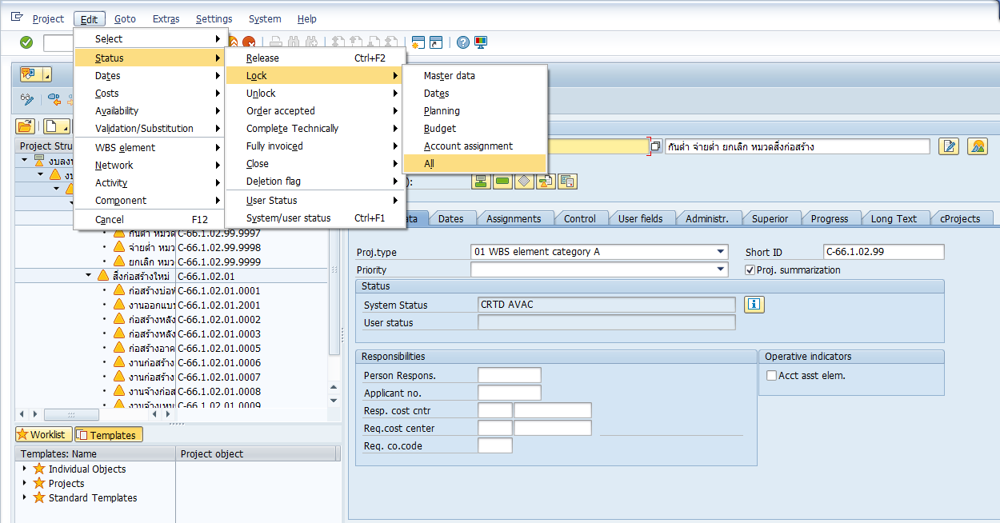 Project Edit Goto Extras Settings System Help
Select
Status
Dates
Costs
Availability
Validation/Substitution
WBS element
Network
Activity
Component
Cancel F12
Release Ctrl+F2
Lock
Unlock
Order accepted
Complete Technically
Fully invoiced
Close
Deletion flag
User Status
System/user status Ctrl+F1
Master data
Dates
Planning
Budget
Account assignment
All
กันต่ำ จ่ายต่ำ ยกเลิก หมวดสิ่งก่อสร้าง
):
ata Dates Assignments Control User fields Administr. Superior Progress Long Text cProjects
Project Stru
งบลงท
งบ
กันต่ำ หมวด C-66.1.02.99.9997
จ่ายต่ำ หมว C-66.1.02.99.9998
ยกเลิก หมว C-66.1.02.99.9999
สิ่งก่อสร้างใหม่ C-66.1.02.01
ก่อสร้างบ่อ C-66.1.02.01.0001
งานออกแบบ C-66.1.02.01.2001
ก่อสร้างหลัง C-66.1.02.01.0002
ก่อสร้างหลัง C-66.1.02.01.0003
ก่อสร้างอาค C-66.1.02.01.0005
งานก่อสร้าง C-66.1.02.01.0006
งานก่อสร้าง C-66.1.02.01.0007
งานจ้างก่อส C-66.1.02.01.0008
งานจ้างเหม C-66.1.02.01.0009
Worklist Templates
Templates: Name Project object
Individual Objects
Projects
Standard Templates
Proj.type 01 WBS element category A Short ID C-66.1.02.99
Priority Proj. summarization
Status
System Status CRTD AVAC
User status
Responsibilities Operative indicators
Person Respons. Acct asst elem.
Applicant no.
Resp. cost cntr
Req.cost center
Req. co.code